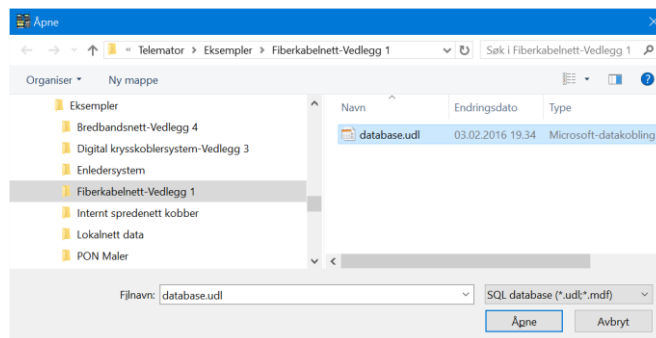 Åpne
« Telemator > Eksempler > Fiberkabelnett-Vedlegg 1
Søk i Fiberkabelnett-Vedlegg 1
Organiser
Ny mappe
Eksempler
Bredbandsnett-Vedlegg 4
Digital krysskoblersystem-Vedlegg 3
Enledersystem
Fiberkabelnett-Vedlegg 1
Internt spredenett kobber
Lokalnett data
PON Maler
Navn Endringsdato Type
database.udl 03.02.2016 19.34 Microsoft-datakobling
Filnavn: database.udl
SQL database (*.udl;*.mdf)
Åpne Avbryt